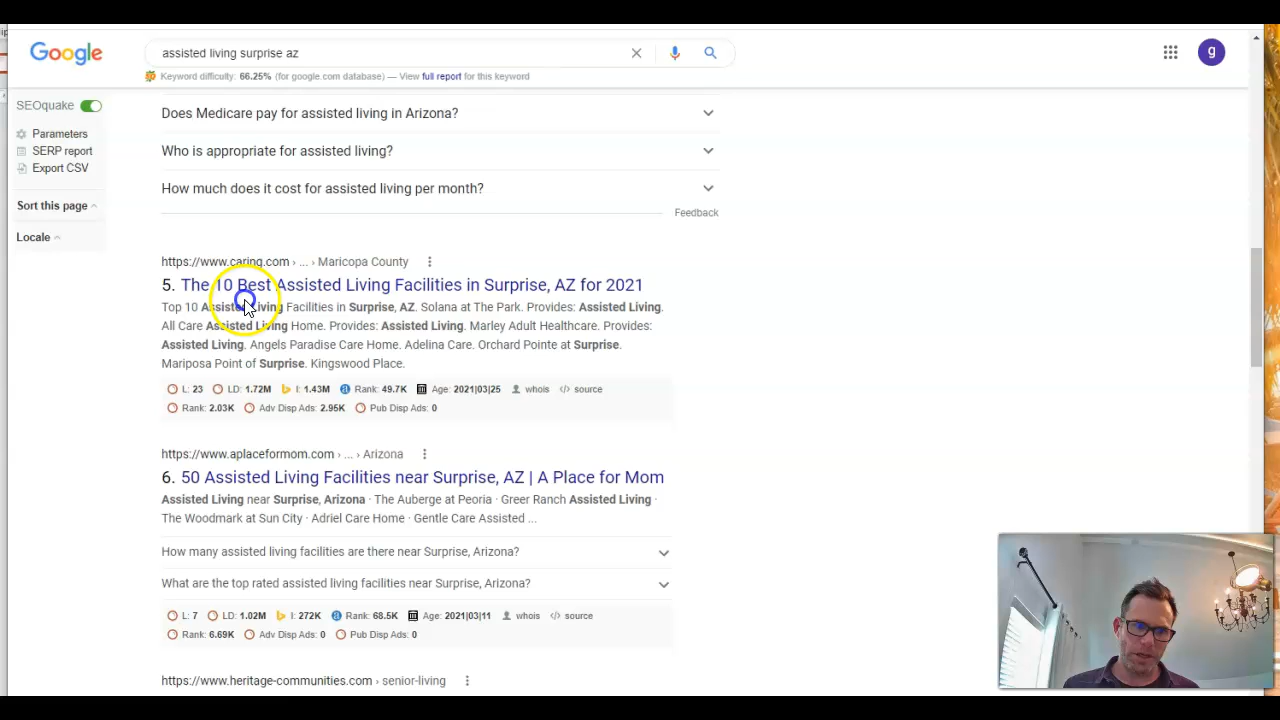 Google
assisted living surprise az
g
Keyword difficulty: 66.25% (for google.com database) — View full report for this keyword
SEOquake
Parameters
SERP report
Export CSV
Sort this page
Locale
Does Medicare pay for assisted living in Arizona?
Who is appropriate for assisted living?
How much does it cost for assisted living per month?
Feedback
https://www.caring.com › ... › Maricopa County
5. The 10 Best Assisted Living Facilities in Surprise, AZ for 2021
Top 10 Assisted Living Facilities in Surprise, AZ. Solana at The Park. Provides: Assisted Living.
All Care Assisted Living Home. Provides: Assisted Living. Marley Adult Healthcare. Provides:
Assisted Living. Angels Paradise Care Home. Adelina Care. Orchard Pointe at Surprise.
Mariposa Point of Surprise. Kingswood Place.
L: 23 LD: 1.72M I: 1.43M Rank: 49.7K Age: 2021|03|25 whois </> source
Rank: 2.03K Adv Disp Ads: 2.95K Pub Disp Ads: 0
https://www.aplaceformom.com › ... › Arizona
6. 50 Assisted Living Facilities near Surprise, AZ | A Place for Mom
Assisted Living near Surprise, Arizona · The Auberge at Peoria · Greer Ranch Assisted Living ·
The Woodmark at Sun City · Adriel Care Home · Gentle Care Assisted ...
How many assisted living facilities are there near Surprise, Arizona?
What are the top rated assisted living facilities near Surprise, Arizona?
L: 7 LD: 1.02M I: 272K Rank: 68.5K Age: 2021|03|11 whois </> source
Rank: 6.69K Adv Disp Ads: 0 Pub Disp Ads: 0
https://www.heritage-communities.com › senior-living